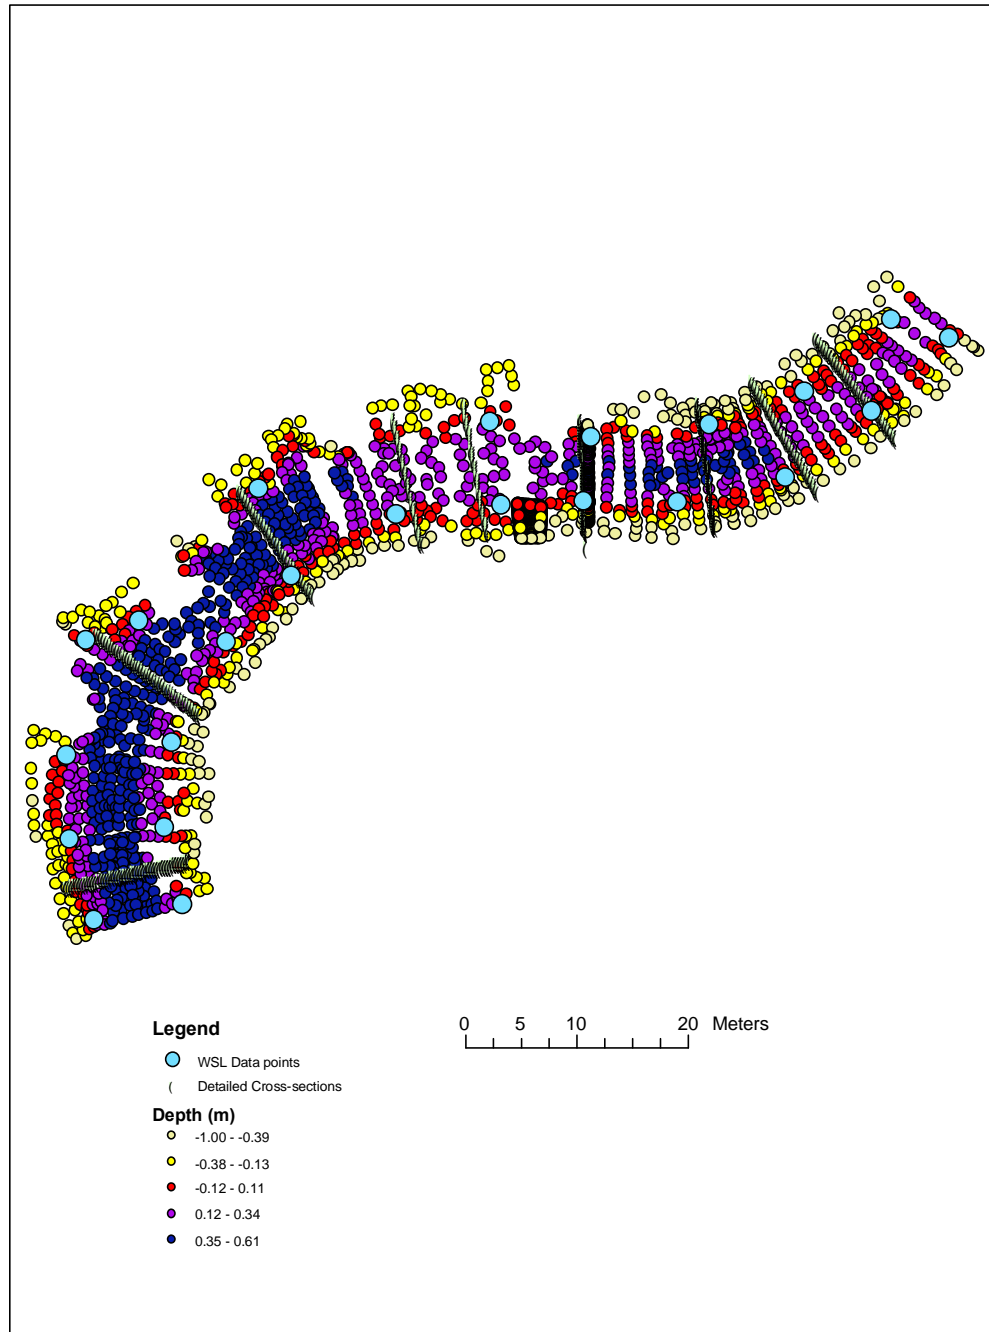 Legend
WSL Data points
( Detailed Cross-sections
Depth (m)
-1.00 - -0.39
-0.38 - -0.13
-0.12 - 0.11
0.12 - 0.34
0.35 - 0.61
0 5 10 20 Meters